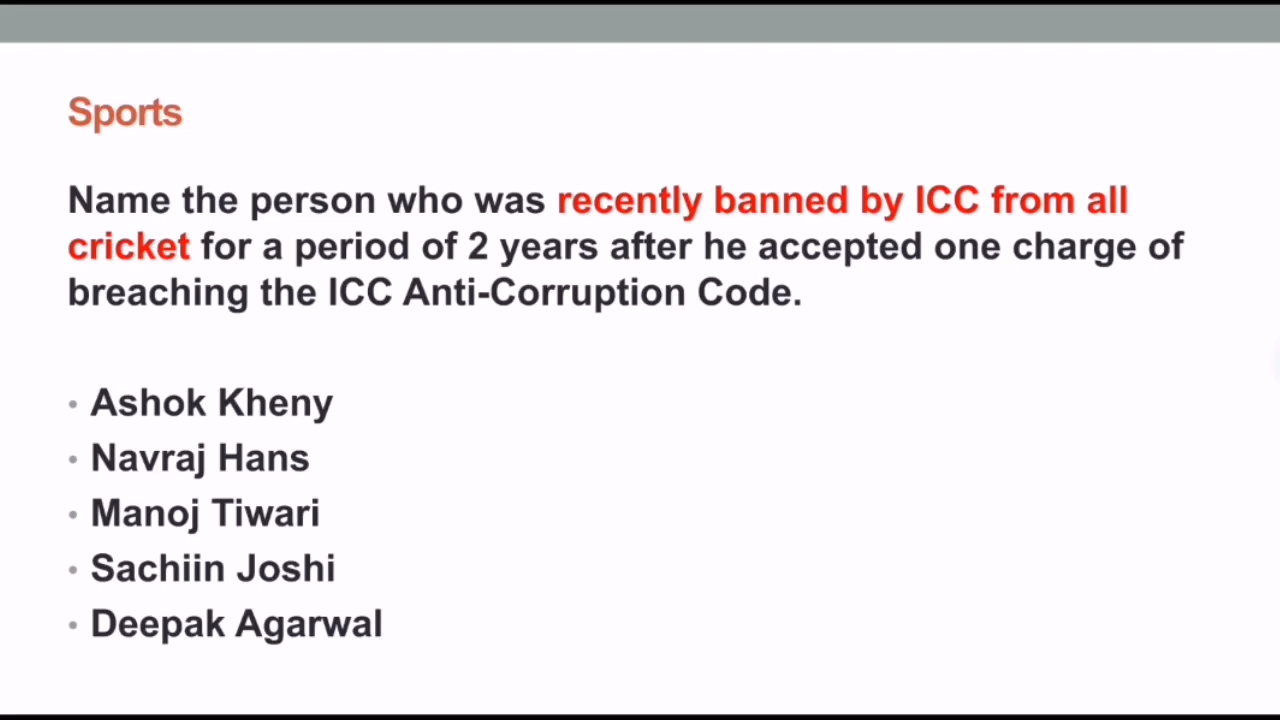 Sports
Name the person who was recently banned by ICC from all
cricket for a period of 2 years after he accepted one charge of
breaching the ICC Anti-Corruption Code.
• Ashok Kheny
• Navraj Hans
• Manoj Tiwari
• Sachiin Joshi
• Deepak Agarwal